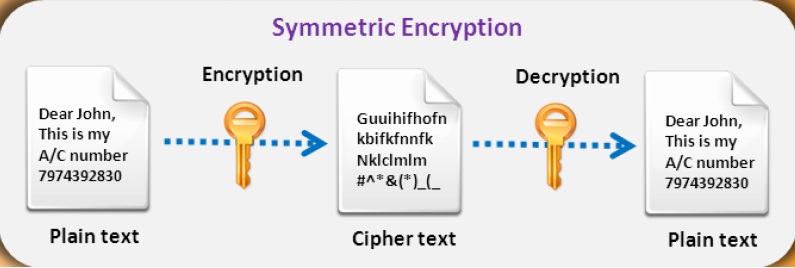 Symmetric Encryption
Encryption
Decryption
Dear John,
This is my
A/C number
7974392830
Guuihifhofn
kbifkfnnfk
Nklclmlm
#^*&(*)_(_
Dear John,
This is my
A/C number
7974392830
Plain text
Cipher text
Plain text